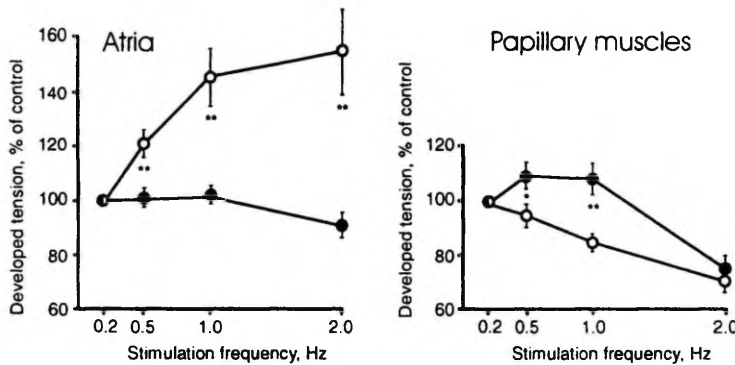 Atria
Developed tension, % of control
160
140
120
100
80
60
**
**
**
0.2 0.5 1.0 2.0
Stimulation frequency, Hz
Papillary muscles
Developed tension, % of control
120
100
80
60
*
**
0.2 0.5 1.0 2.0
Stimulation frequency, Hz